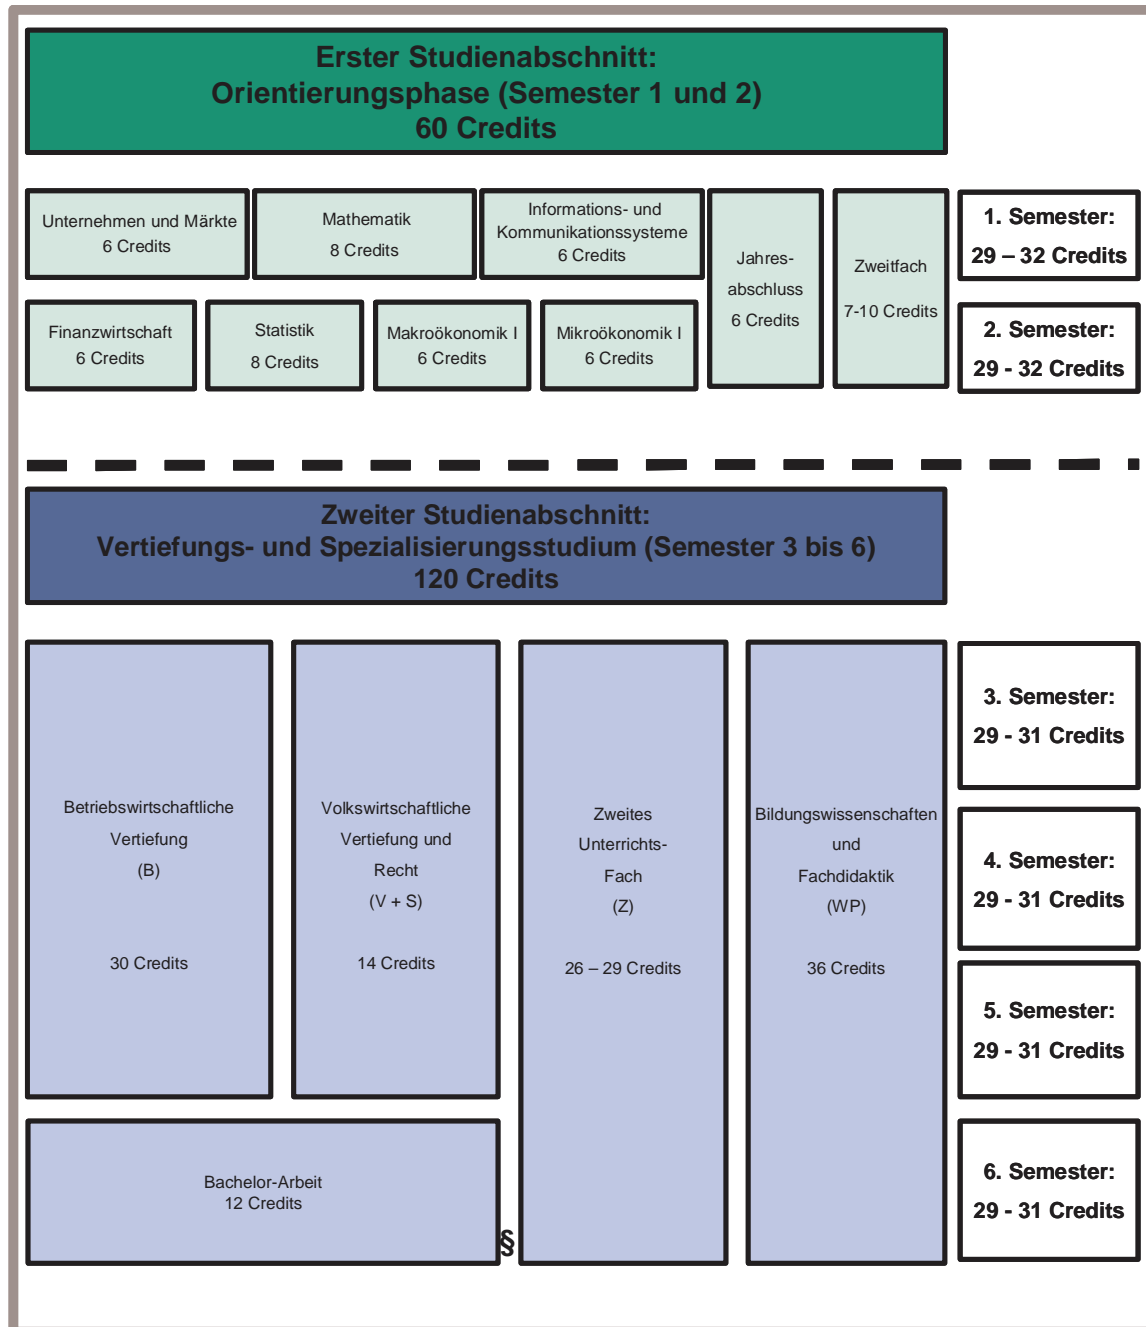 Erster Studienabschnitt:
Orientierungsphase (Semester 1 und 2)
60 Credits
Unternehmen und Märkte
6 Credits
Mathematik
8 Credits
Informations- und
Kommunikationssysteme
6 Credits
Jahres-
abschluss
6 Credits
Zweitfach
7-10 Credits
1. Semester:
29 – 32 Credits
Finanzwirtschaft
6 Credits
Statistik
8 Credits
Makroökonomik I
6 Credits
Mikroökonomik I
6 Credits
2. Semester:
29 - 32 Credits
Zweiter Studienabschnitt:
Vertiefungs- und Spezialisierungsstudium (Semester 3 bis 6)
120 Credits
Betriebswirtschaftliche
Vertiefung
(B)
30 Credits
Volkswirtschaftliche
Vertiefung und
Recht
(V + S)
14 Credits
Zweites
Unterrichts-
Fach
(Z)
26 – 29 Credits
Bildungswissenschaften
und
Fachdidaktik
(WP)
36 Credits
3. Semester:
29 - 31 Credits
4. Semester:
29 - 31 Credits
5. Semester:
29 - 31 Credits
Bachelor-Arbeit
12 Credits
§
6. Semester:
29 - 31 Credits